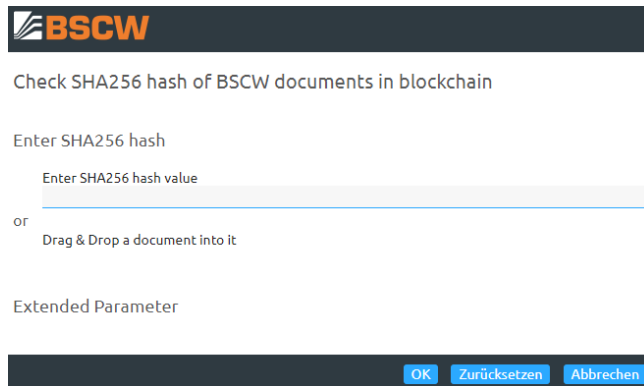 BSCW
Check SHA256 hash of BSCW documents in blockchain
Enter SHA256 hash
Enter SHA256 hash value
or
Drag & Drop a document into it
Extended Parameter
OK Zurücksetzen Abbrechen